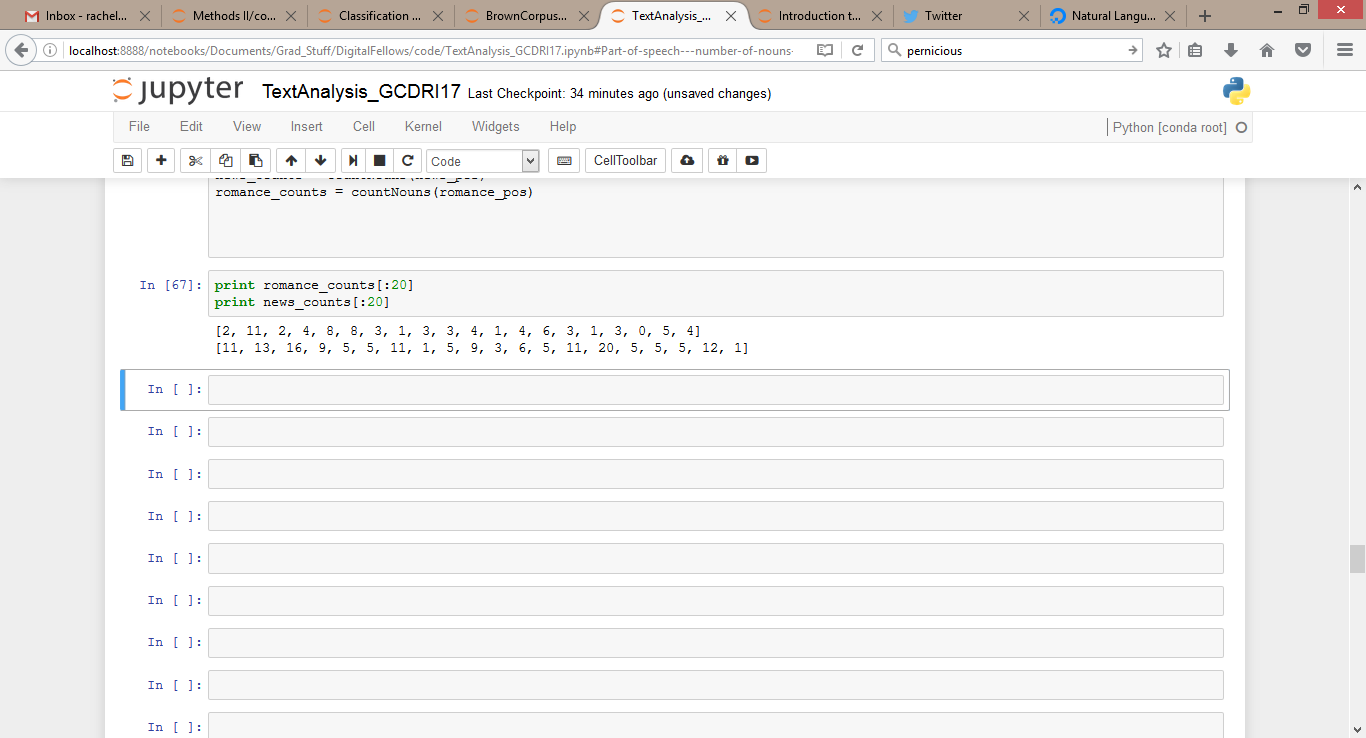 Inbox - rachel... Methods II/co... Classification ... BrownCorpus... TextAnalysis_... Introduction t... Twitter Natural Langu...
localhost:8888/notebooks/Documents/Grad_Stuff/DigitalFellows/code/TextAnalysis_GCDRI17.ipynb#Part-of-speech---number-of-nouns- pernicious
jupyter TextAnalysis_GCDRI17 Last Checkpoint: 34 minutes ago (unsaved changes)
File Edit View Insert Cell Kernel Widgets Help Python [conda root]
Code CellToolbar
romance_counts = countNouns(romance_pos)
In [67]: print romance_counts[:20]
print news_counts[:20]
[2, 11, 2, 4, 8, 8, 3, 1, 3, 3, 4, 1, 4, 6, 3, 1, 3, 0, 5, 4]
[11, 13, 16, 9, 5, 5, 11, 1, 5, 9, 3, 6, 5, 11, 20, 5, 5, 5, 12, 1]
In [ ]:
In [ ]:
In [ ]:
In [ ]:
In [ ]:
In [ ]:
In [ ]:
In [ ]:
In [ ]: